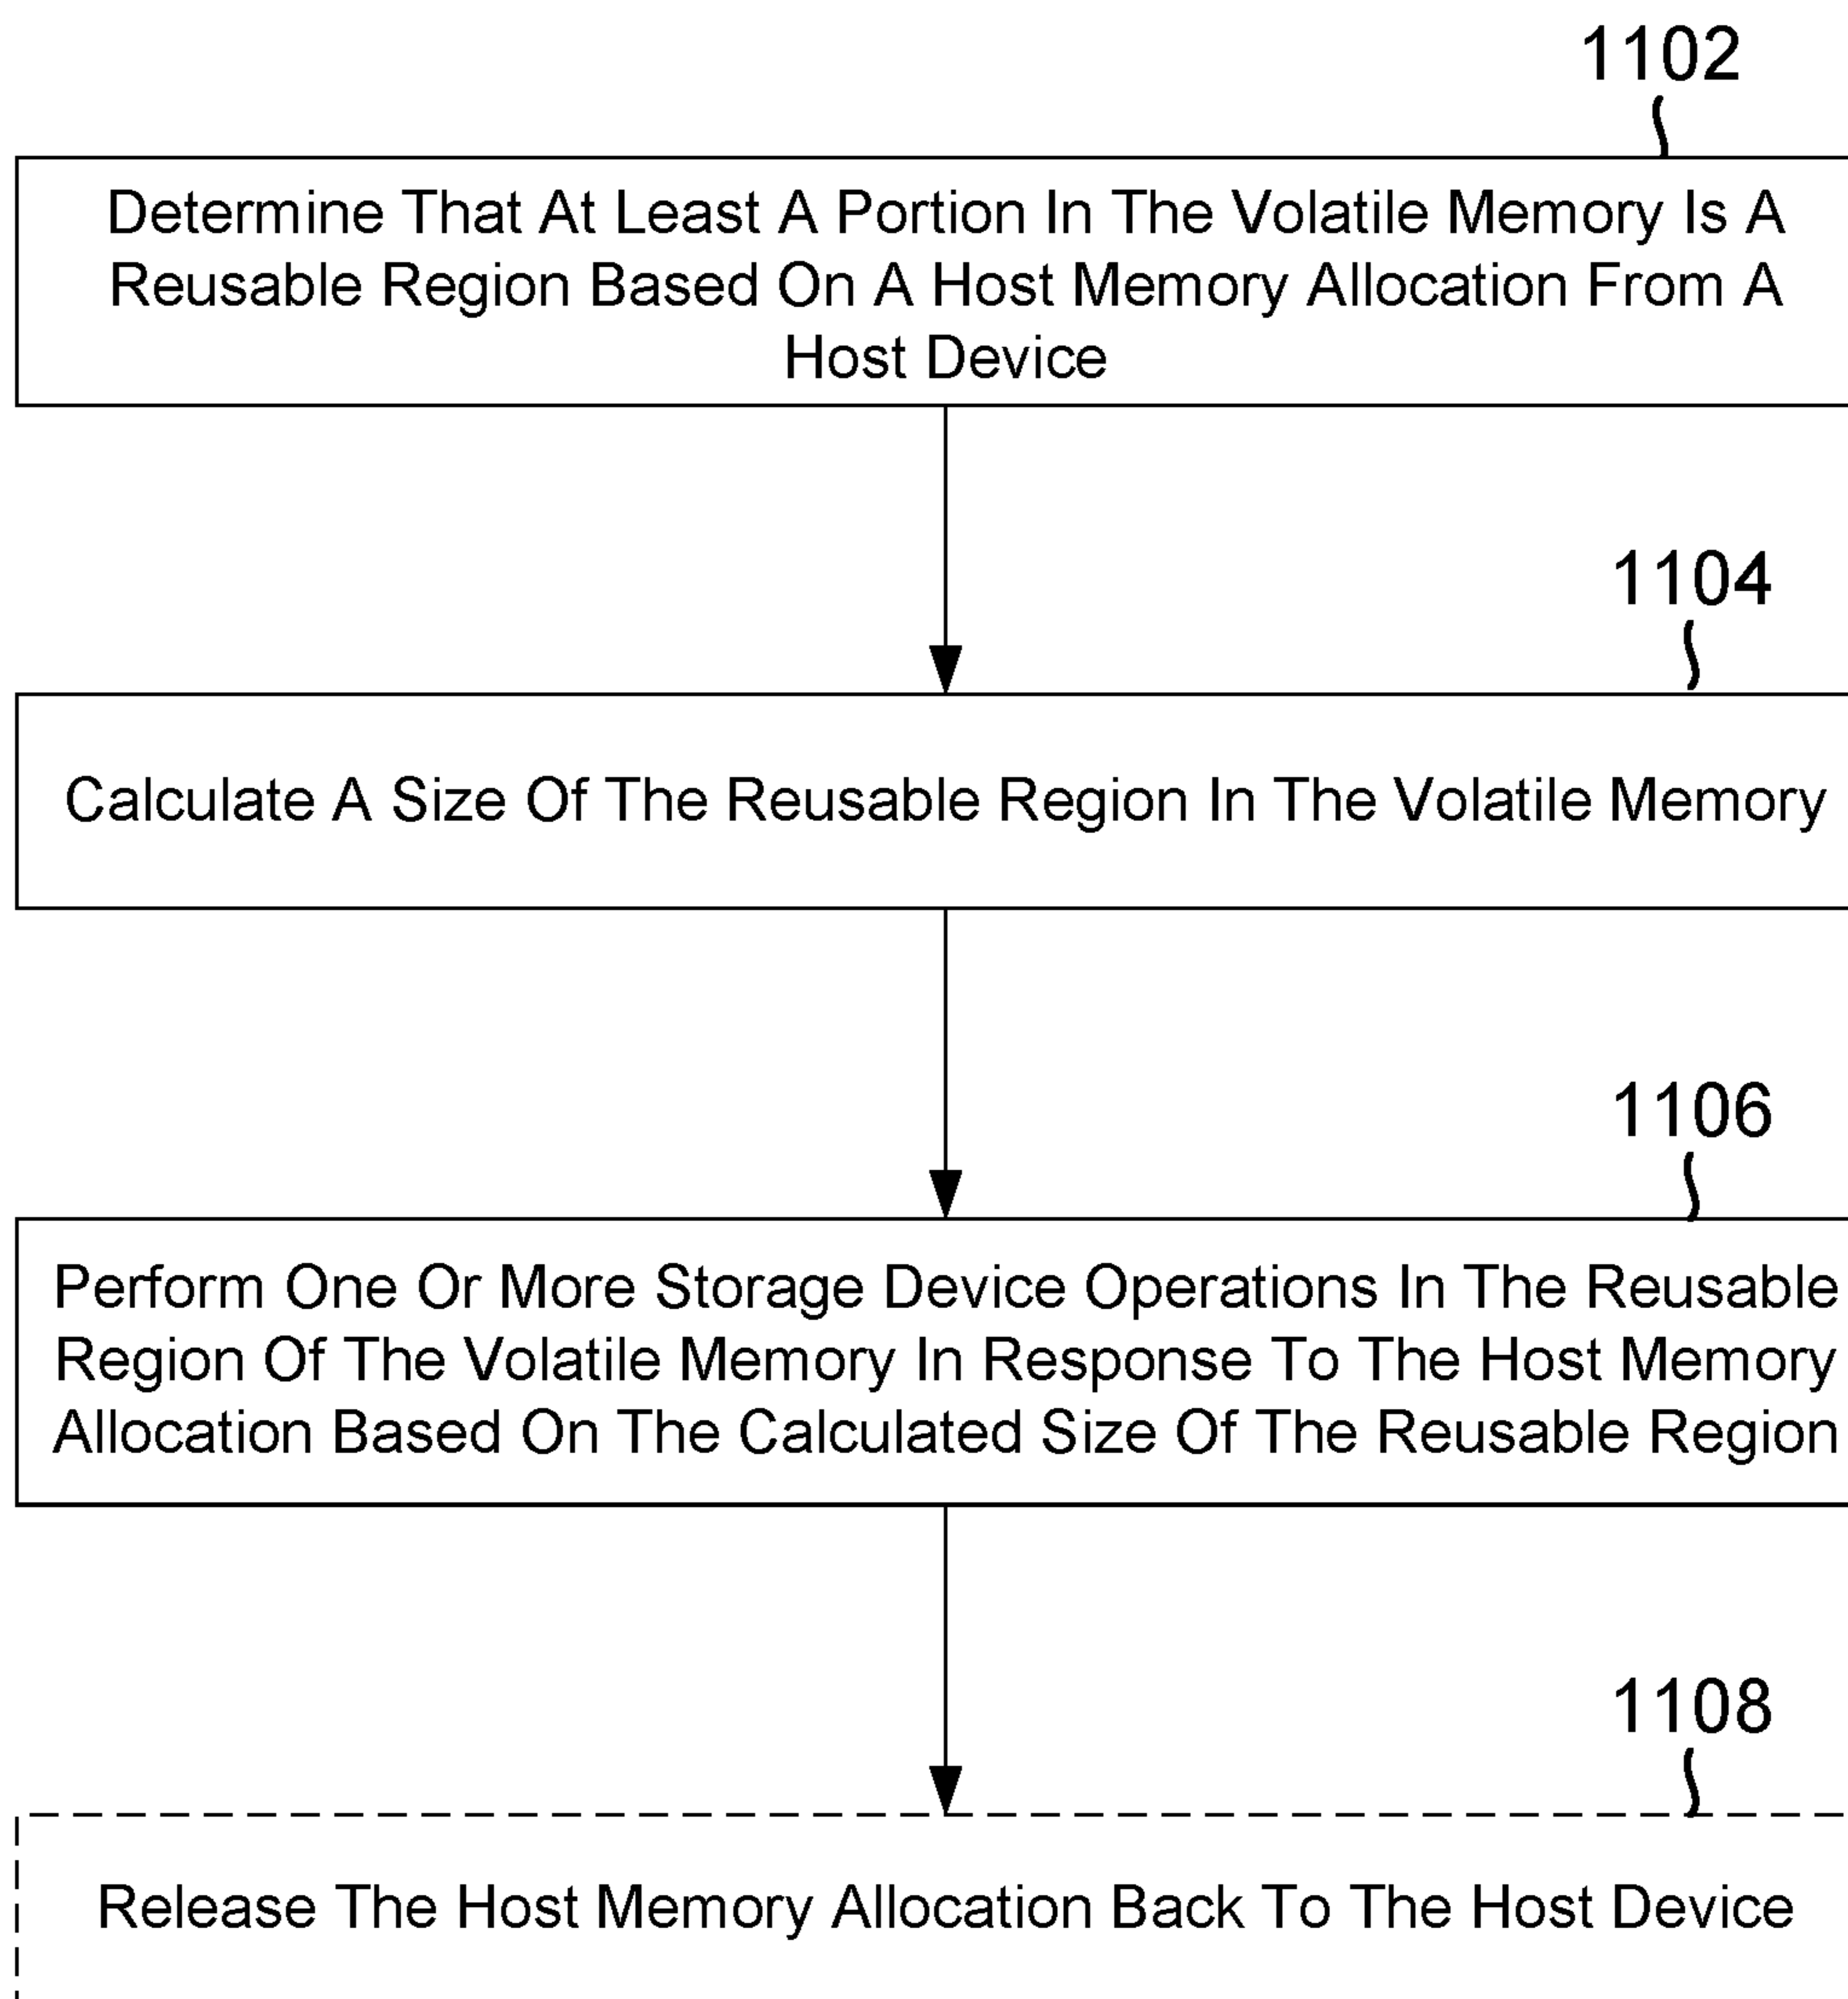 1102
Determine That At Least A Portion In The Volatile Memory Is A
Reusable Region Based On A Host Memory Allocation From A
Host Device
1104
Calculate A Size Of The Reusable Region In The Volatile Memory
1106
Perform One Or More Storage Device Operations In The Reusable
Region Of The Volatile Memory In Response To The Host Memory
Allocation Based On The Calculated Size Of The Reusable Region
1108
Release The Host Memory Allocation Back To The Host Device